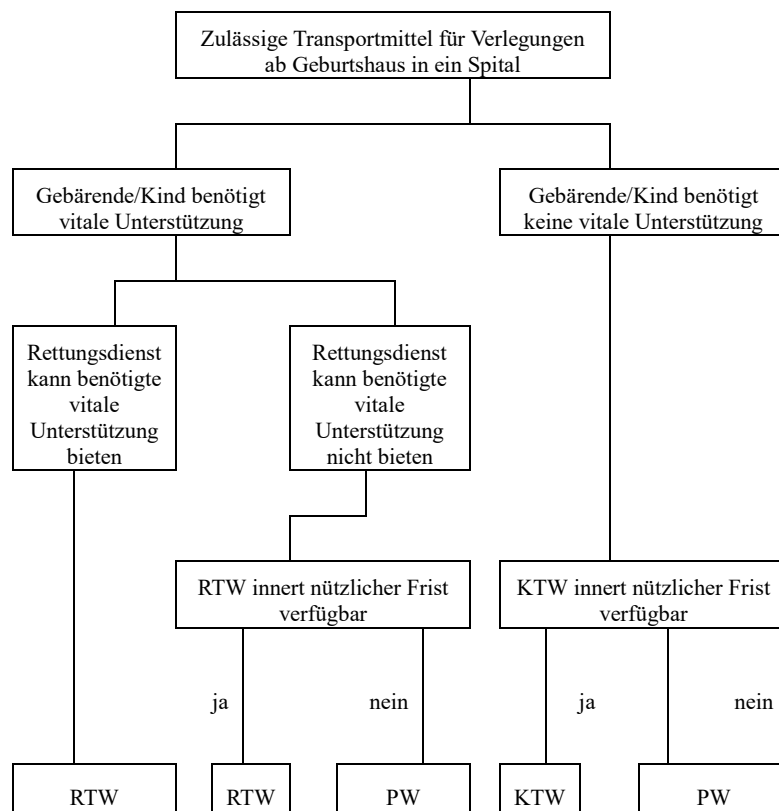 Zulässige Transportmittel für Verlegungen
ab Geburtshaus in ein Spital
Gebärende/Kind benötigt
vitale Unterstützung
Gebärende/Kind benötigt
keine vitale Unterstützung
Rettungsdienst
kann benötigte
vitale
Unterstützung
bieten
Rettungsdienst
kann benötigte
vitale
Unterstützung
nicht bieten
RTW innert nützlicher Frist
verfügbar
KTW innert nützlicher Frist
verfügbar
ja
nein
ja
nein
RTW
RTW
PW
KTW
PW